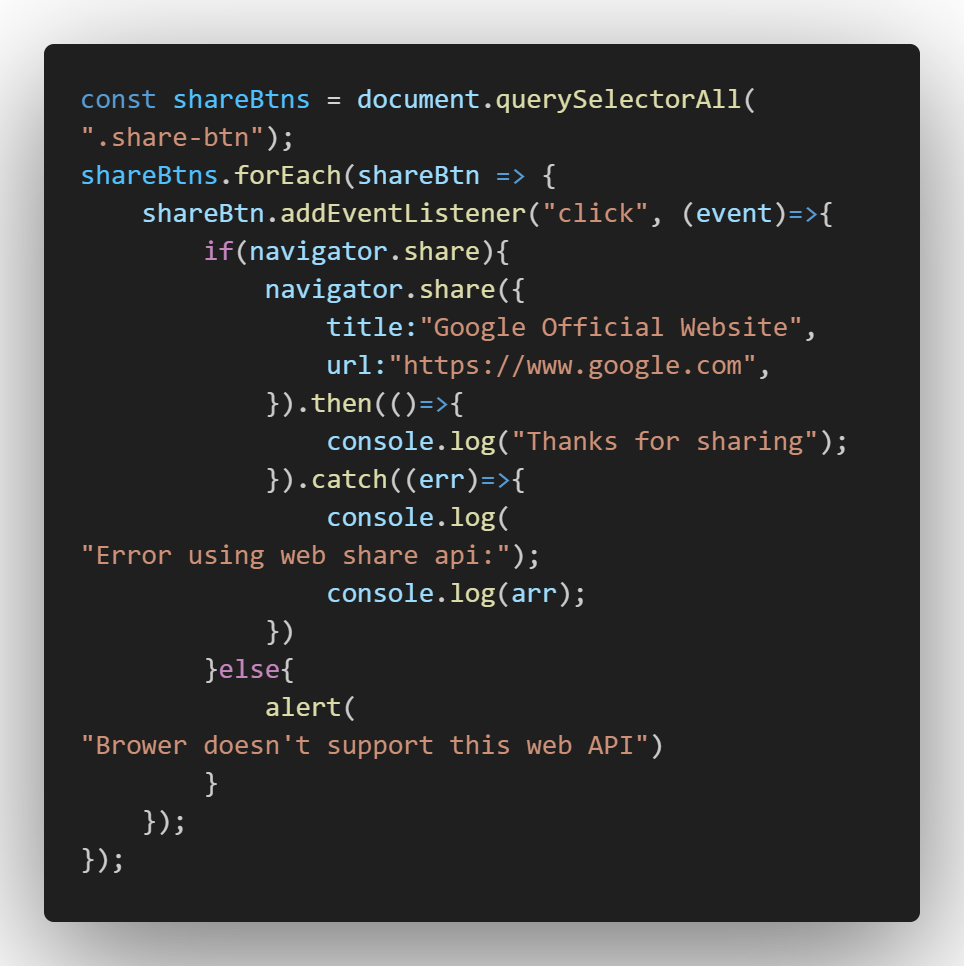 const shareBtns = document.querySelectorAll(
".share-btn");
shareBtns.forEach(shareBtn => {
    shareBtn.addEventListener("click", (event)=>{
        if(navigator.share){
            navigator.share({
                title:"Google Official Website",
                url:"https://www.google.com",
            }).then(()=>{
                console.log("Thanks for sharing");
            }).catch((err)=>{
                console.log(
"Error using web share api:");
                console.log(arr);
            })
        }else{
            alert(
"Brower doesn't support this web API")
        }
    });
});